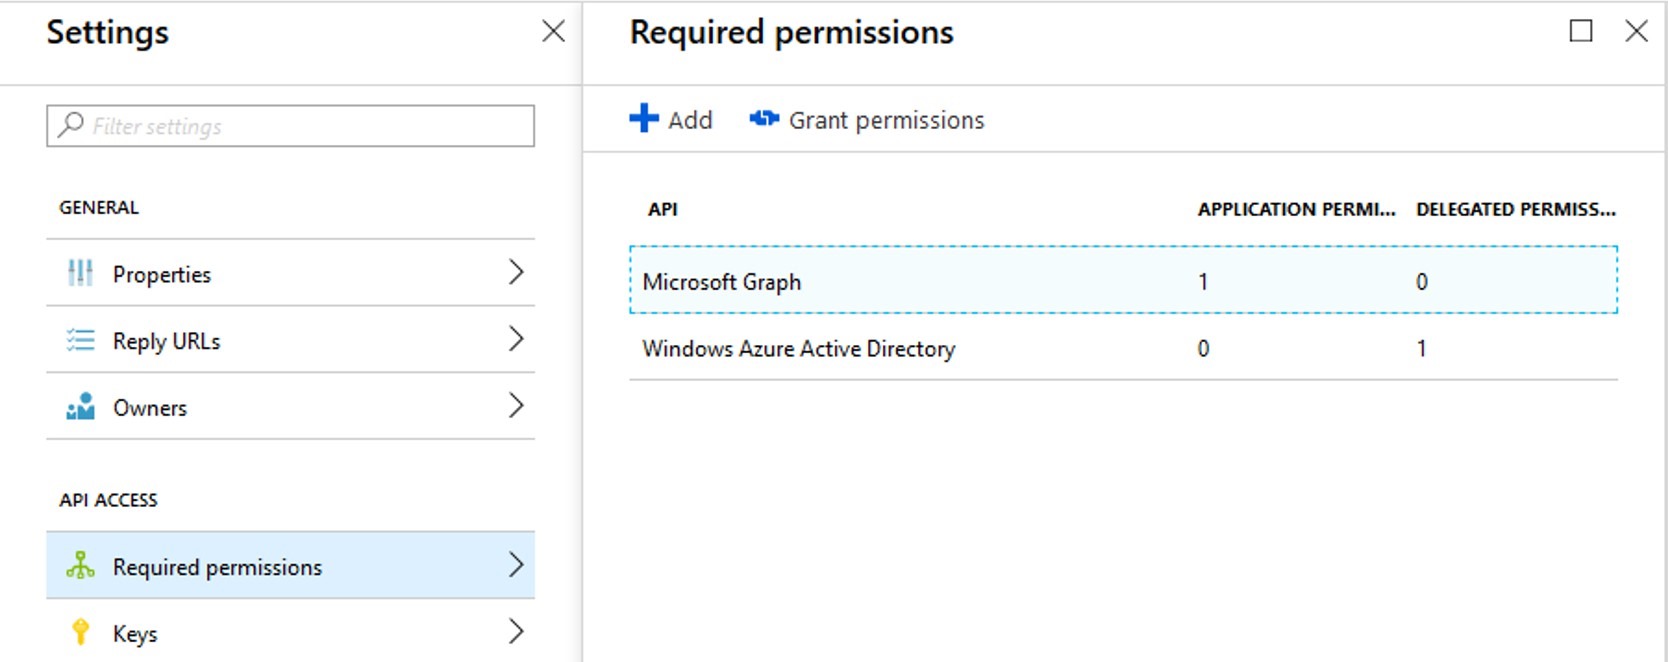 Settings
Filter settings
GENERAL
Properties
Reply URLs
Owners
API ACCESS
Required permissions
Keys
Required permissions
Add Grant permissions
API APPLICATION PERMI... DELEGATED PERMISS...
Microsoft Graph 1 0
Windows Azure Active Directory 0 1